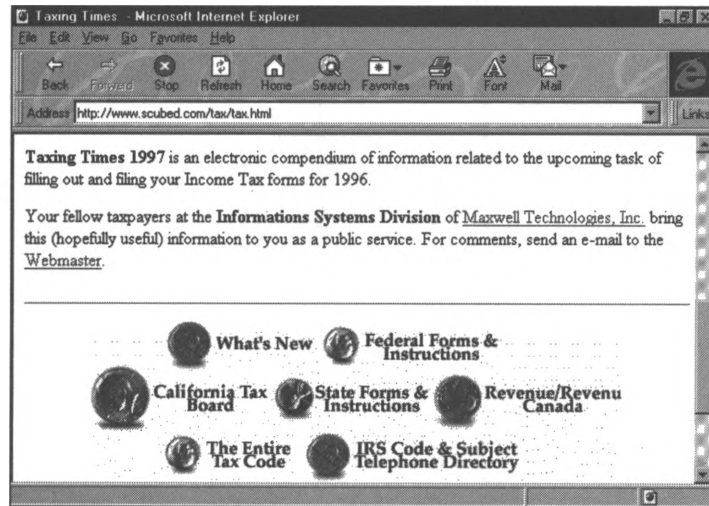 Taxing Times - Microsoft Internet Explorer
File Edit View Go Favorites Help
Back Forward Stop Refresh Home Search Favorites Print Font Mail
Address http://www.scubed.com/tax/tax.html Links
Taxing Times 1997 is an electronic compendium of information related to the upcoming task of
filling out and filing your Income Tax forms for 1996.
Your fellow taxpayers at the Informations Systems Division of Maxwell Technologies, Inc. bring
this (hopefully useful) information to you as a public service. For comments, send an e-mail to the
Webmaster.
What's New Federal Forms &
Instructions
California Tax State Forms & Revenue/Revenu
Board Instructions Canada
The Entire IRS Code & Subject
Tax Code Telephone Directory